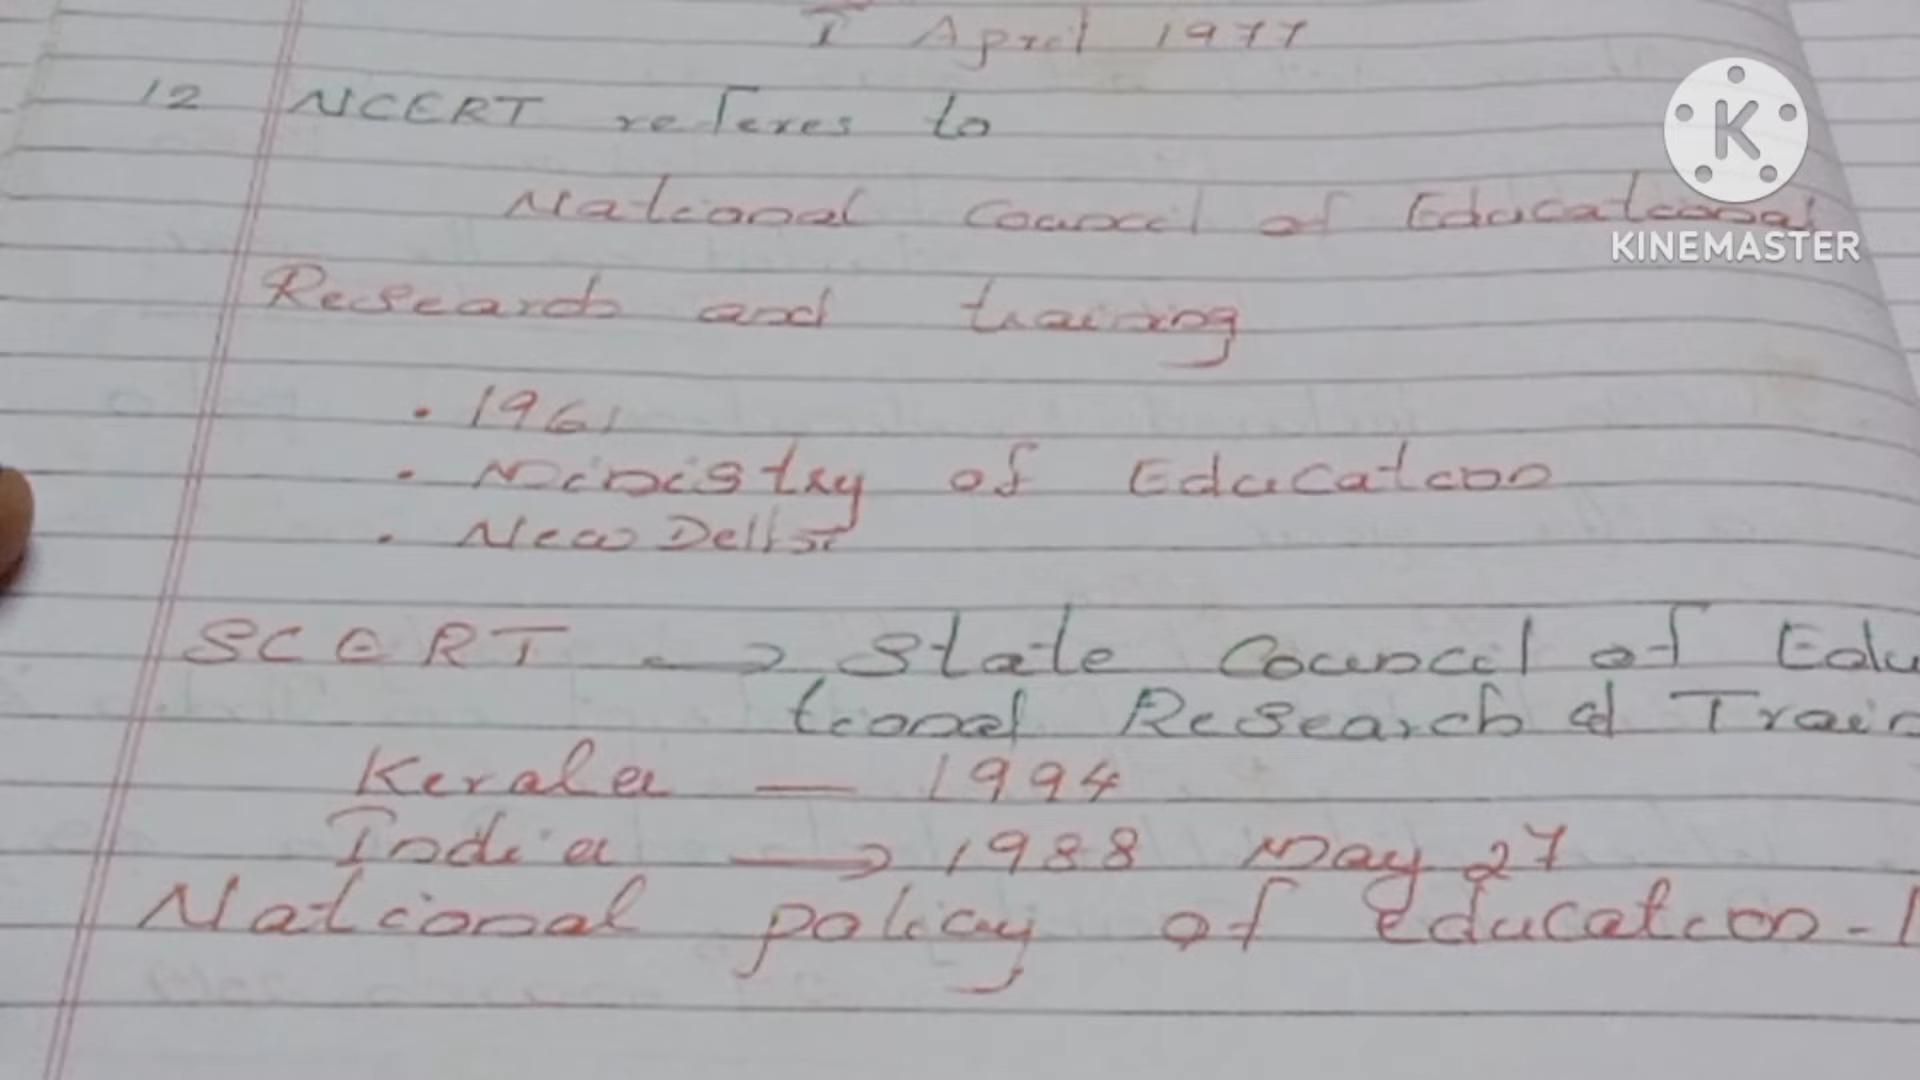 I April 1977
12 NCERT referes to
National Council of Educational
Research and training
• 1961
• Ministry of Education
• New Delhi
SCERT → State Council of Edu
tional Research & Train
Kerala — 1994
India → 1988 May 27
National policy of education - 1
KINEMASTER